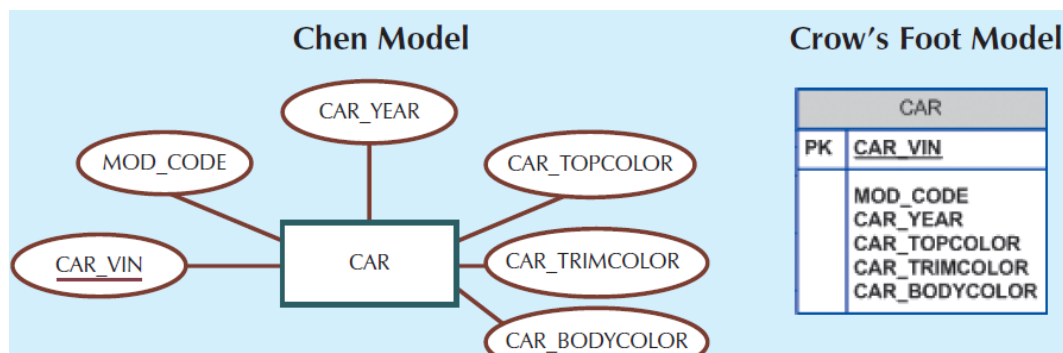 Chen Model
CAR_YEAR
MOD_CODE
CAR_TOPCOLOR
CAR_VIN
CAR
CAR_TRIMCOLOR
CAR_BODYCOLOR
Crow's Foot Model
CAR
PK CAR_VIN
MOD_CODE
CAR_YEAR
CAR_TOPCOLOR
CAR_TRIMCOLOR
CAR_BODYCOLOR